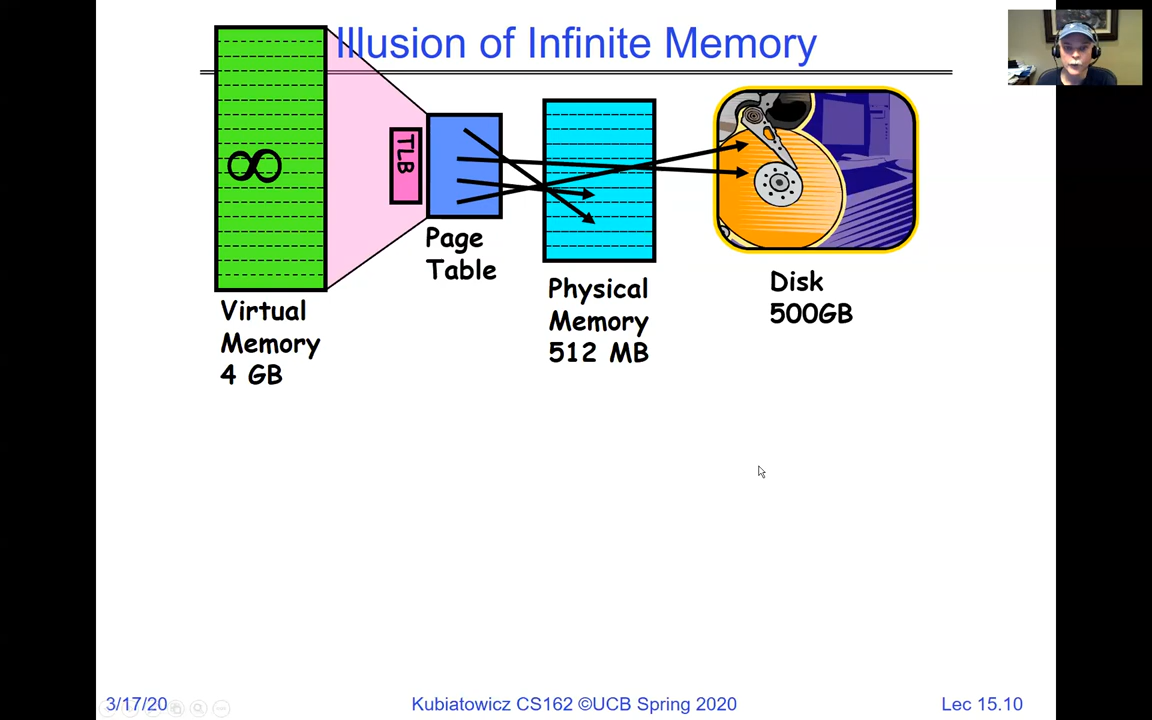 Illusion of Infinite Memory
∞
TLB
Page
Table
Virtual
Memory
4 GB
Physical
Memory
512 MB
Disk
500GB
3/17/20
Kubiatowicz CS162 ©UCB Spring 2020
Lec 15.10